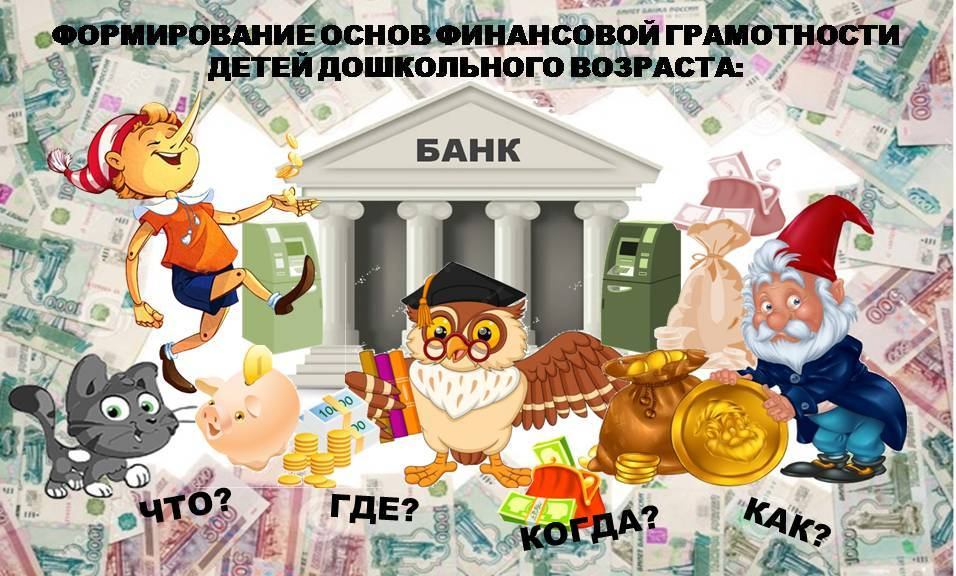 ФОРМИРОВАНИЕ ОСНОВ ФИНАНСОВОЙ ГРАМОТНОСТИ
ДЕТЕЙ ДОШКОЛЬНОГО ВОЗРАСТА:
БАНК
ЧТО?
ГДЕ?
КОГДА?
КАК?